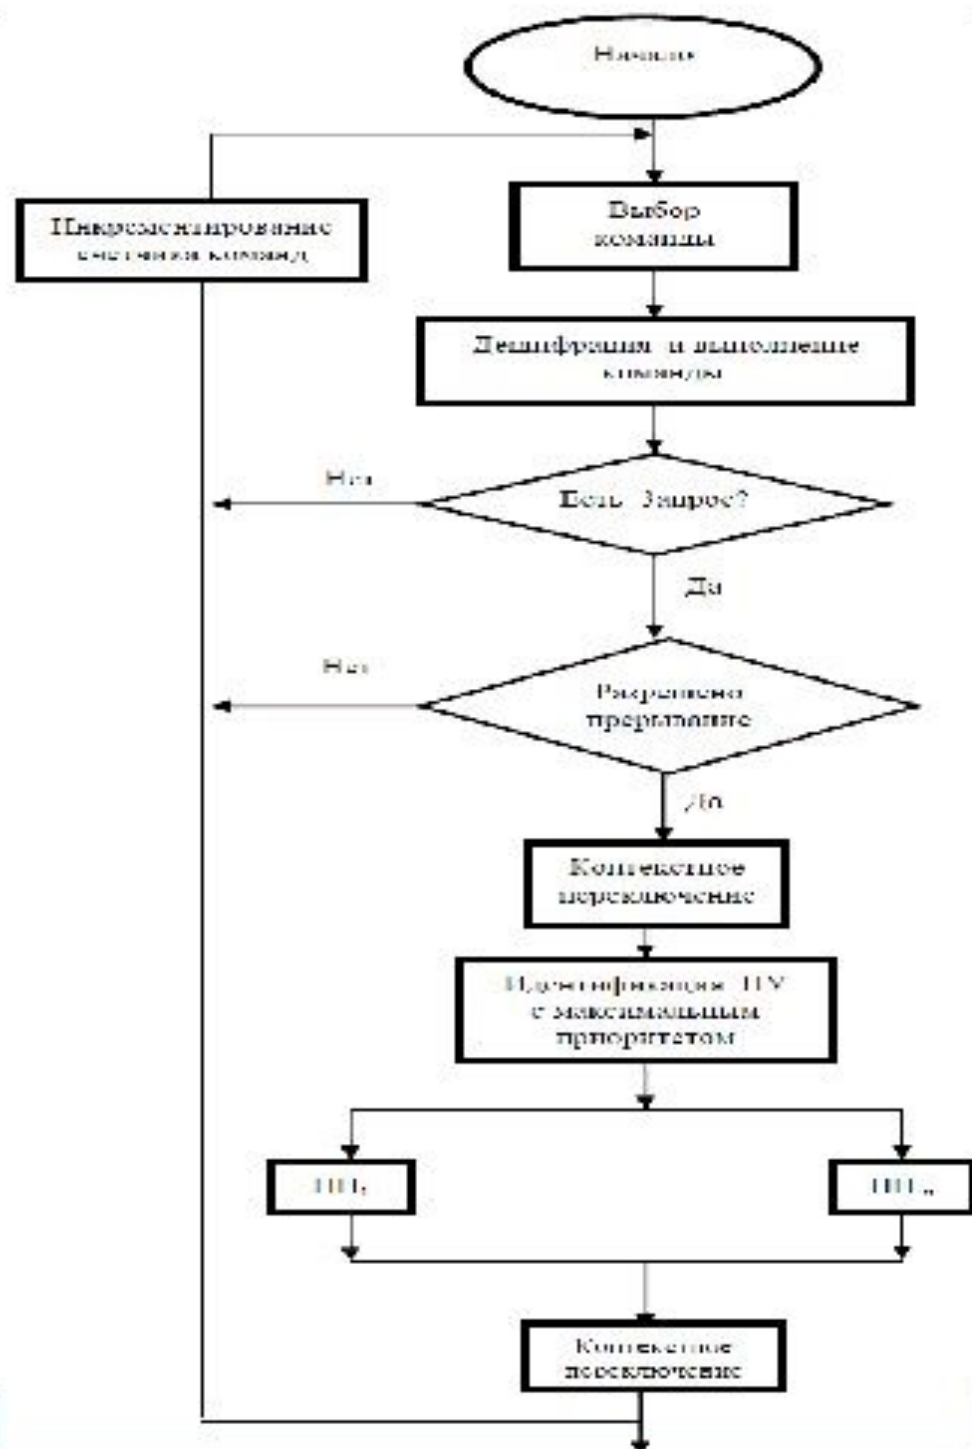 Начало
Инкрементирование
счетчика команд
Выбор
команды
Дешифрация и выполнение
команды
Нет
Есть Запрос?
Да
Нет
Разрешено
прерывание
Да
Контекстное
переключение
Идентификация ПУ
с максимальным
приоритетом
Контекстное
переключение